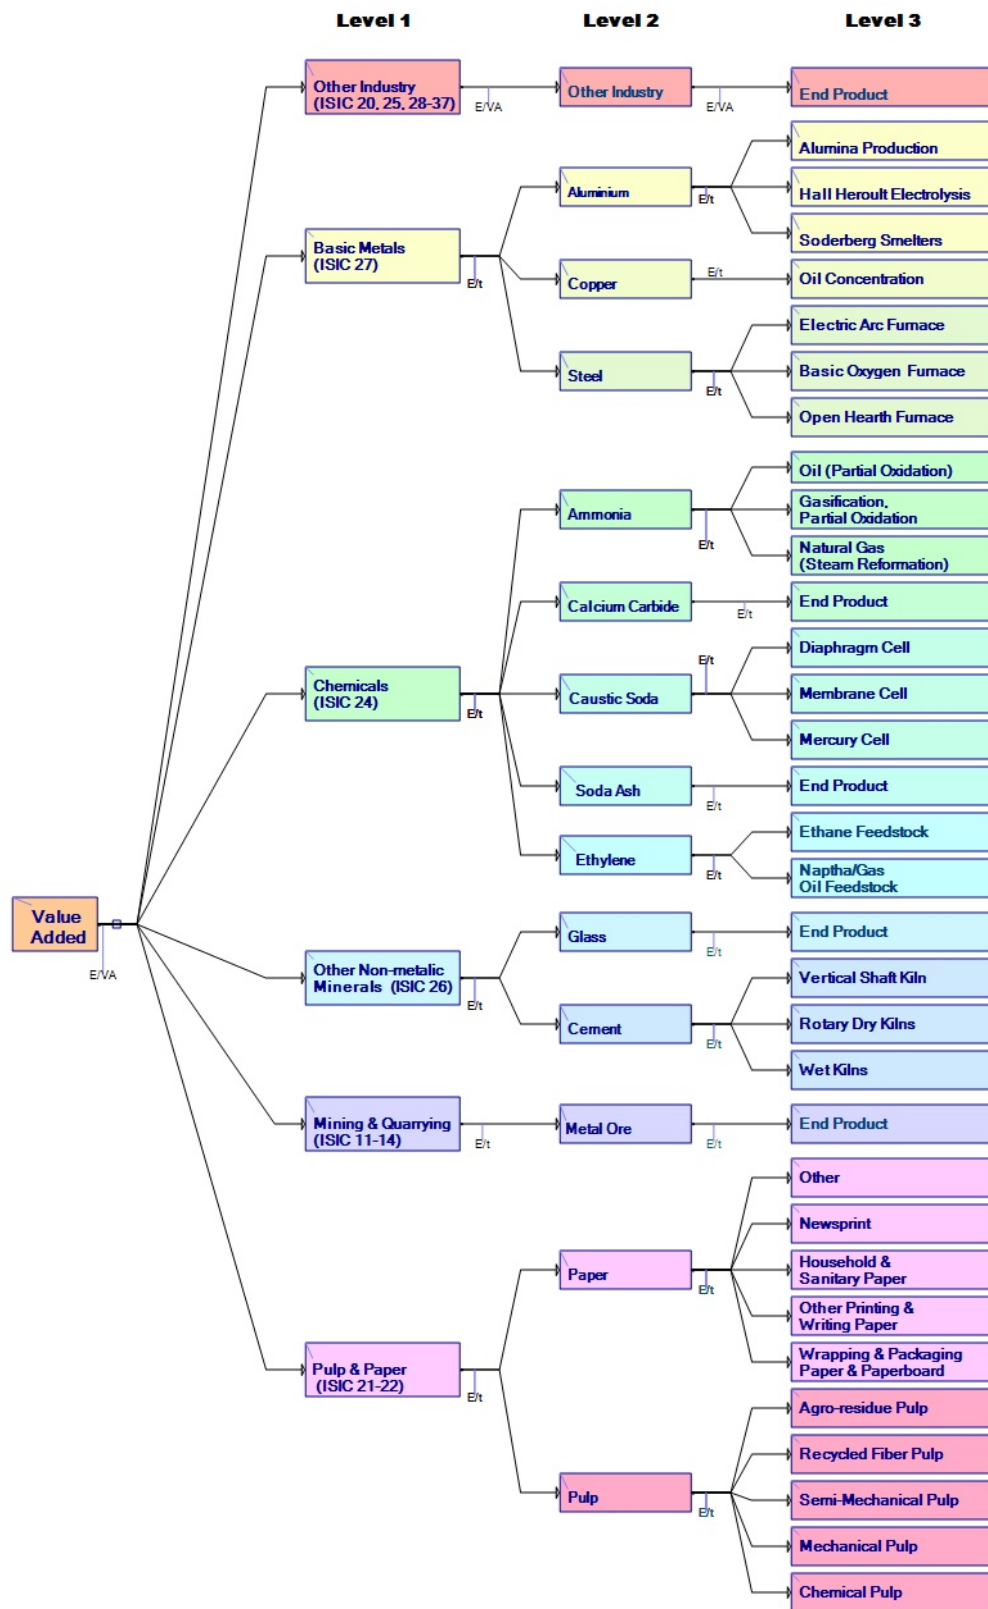 Level 1
Level 2
Level 3
Other Industry
(ISIC 20, 25, 28-37)
E/VA
Other Industry
E/VA
End Product
Basic Metals
(ISIC 27)
E/t
Aluminium
E/t
Alumina Production
Hall Heroult Electrolysis
Soderberg Smelters
Copper
E/t
Oil Concentration
Steel
E/t
Electric Arc Furnace
Basic Oxygen Furnace
Open Hearth Furnace
Chemicals
(ISIC 24)
E/t
Ammonia
E/t
Oil (Partial Oxidation)
Gasification,
Partial Oxidation
Natural Gas
(Steam Reformation)
Calcium Carbide
E/t
End Product
Caustic Soda
E/t
Diaphragm Cell
Membrane Cell
Mercury Cell
Soda Ash
E/t
End Product
Ethylene
E/t
Ethane Feedstock
Naptha/Gas
Oil Feedstock
Value
Added
E/VA
Other Non-metalic
Minerals (ISIC 26)
E/t
Glass
E/t
End Product
Cement
E/t
Vertical Shaft Kiln
Rotary Dry Kilns
Wet Kilns
Mining & Quarrying
(ISIC 11-14)
E/t
Metal Ore
E/t
End Product
Pulp & Paper
(ISIC 21-22)
E/t
Paper
E/t
Other
Newsprint
Household &
Sanitary Paper
Other Printing &
Writing Paper
Wrapping & Packaging
Paper & Paperboard
Pulp
E/t
Agro-residue Pulp
Recycled Fiber Pulp
Semi-Mechanical Pulp
Mechanical Pulp
Chemical Pulp